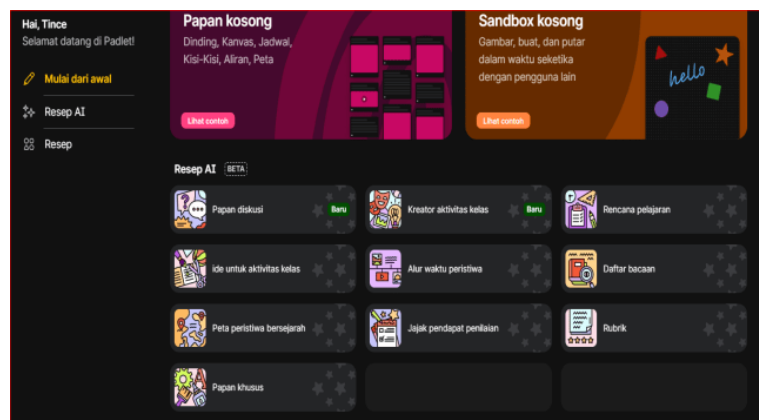 Hai, Tince
Selamat datang di Padlet!
Mulai dari awal
Resep AI
Resep
Papan kosong
Dinding, Kanvas, Jadwal,
Kisi-Kisi, Aliran, Peta
Lihat contoh
Sandbox kosong
Gambar, buat, dan putar
dalam waktu seketika
dengan pengguna lain
Lihat contoh
hello
Resep AI BETA
Papan diskusi Baru
Kreator aktivitas kelas Baru
Rencana pelajaran
ide untuk aktivitas kelas
Alur waktu peristiwa
Daftar bacaan
Peta peristiwa bersejarah
Jajak pendapat penilaian
Rubrik
Papan khusus